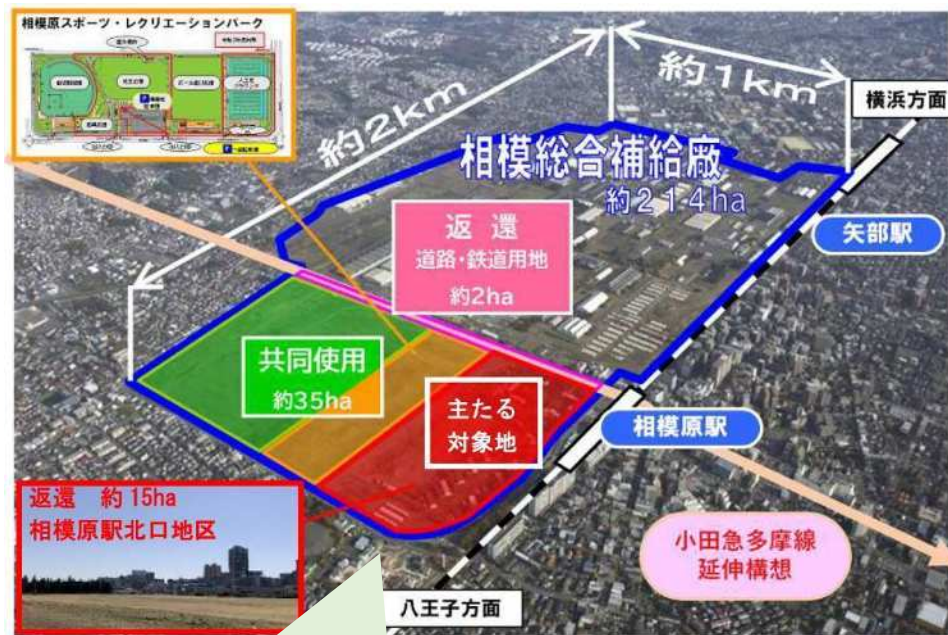 相模原スポーツ・レクリエーションパーク
約2km
約1km
横浜方面
相模総合補給廠
約214ha
矢部駅
返還
道路・鉄道用地
約2ha
共同使用
約35ha
主たる
対象地
相模原駅
返還 約15ha
相模原駅北口地区
小田急多摩線
延伸構想
八王子方面